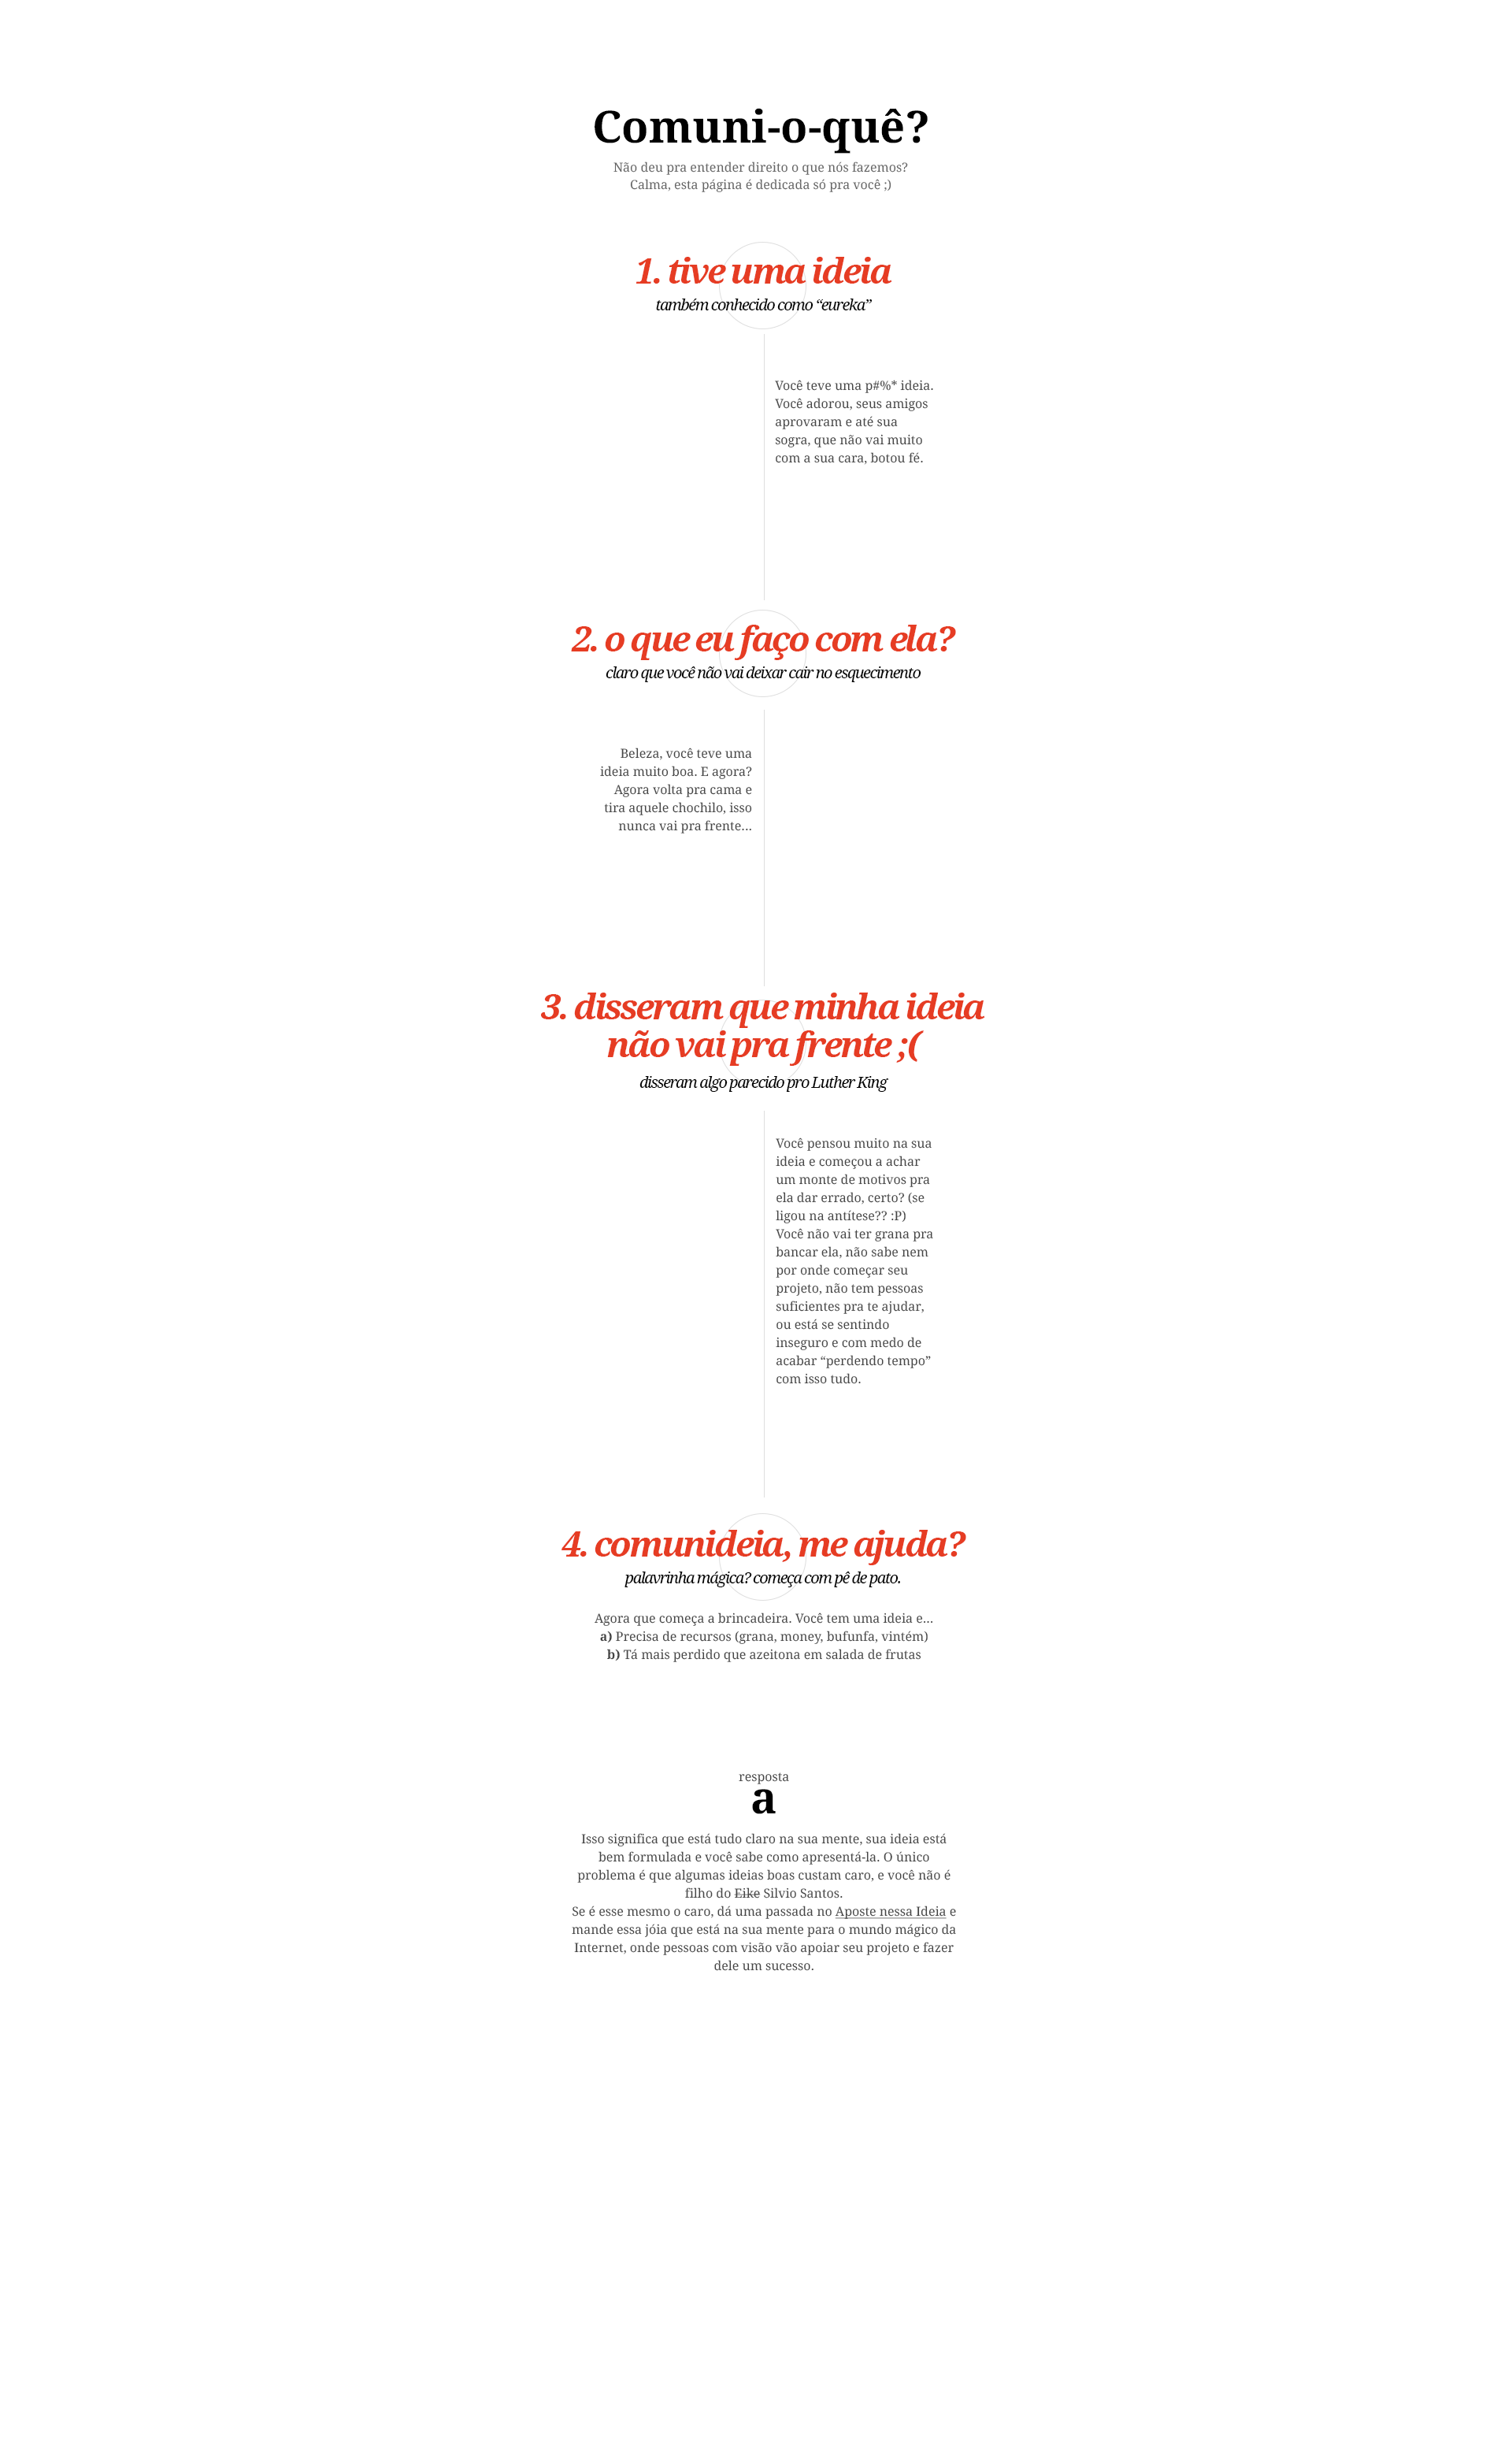 Comuni-o-quê?
Não deu pra entender direito o que nós fazemos?
Calma, esta página é dedicada só pra você ;)
1. tive uma ideia
também conhecido como “eureka”
Você teve uma p#%* ideia.
Você adorou, seus amigos
aprovaram e até sua
sogra, que não vai muito
com a sua cara, botou fé.
2. o que eu faço com ela?
claro que você não vai deixar cair no esquecimento
Beleza, você teve uma
ideia muito boa. E agora?
Agora volta pra cama e
tira aquele chochilo, isso
nunca vai pra frente...
3. disseram que minha ideia
não vai pra frente ;(
disseram algo parecido pro Luther King
Você pensou muito na sua
ideia e começou a achar
um monte de motivos pra
ela dar errado, certo? (se
ligou na antítese?? :P)
Você não vai ter grana pra
bancar ela, não sabe nem
por onde começar seu
projeto, não tem pessoas
suficientes pra te ajudar,
ou está se sentindo
inseguro e com medo de
acabar “perdendo tempo”
com isso tudo.
4. comunideia, me ajuda?
palavrinha mágica? começa com pê de pato.
Agora que começa a brincadeira. Você tem uma ideia e...
a) Precisa de recursos (grana, money, bufunfa, vintém)
b) Tá mais perdido que azeitona em salada de frutas
resposta
a
Isso significa que está tudo claro na sua mente, sua ideia está
bem formulada e você sabe como apresentá-la. O único
problema é que algumas ideias boas custam caro, e você não é
filho do Eike Silvio Santos.
Se é esse mesmo o caro, dá uma passada no Aposte nessa Ideia e
mande essa jóia que está na sua mente para o mundo mágico da
Internet, onde pessoas com visão vão apoiar seu projeto e fazer
dele um sucesso.